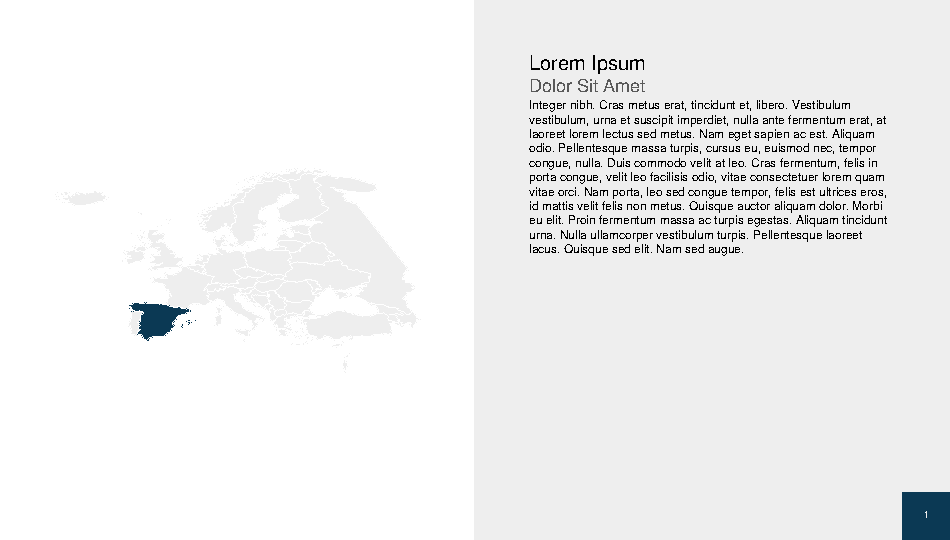 Lorem Ipsum
Dolor Sit Amet
Integer nibh. Cras metus erat, tincidunt et, libero. Vestibulum
vestibulum, urna et suscipit imperdiet, nulla ante fermentum erat, at
laoreet lorem lectus sed metus. Nam eget sapien ac est. Aliquam
odio. Pellentesque massa turpis, cursus eu, euismod nec, tempor
congue, nulla. Duis commodo velit at leo. Cras fermentum, felis in
porta congue, velit leo facilisis odio, vitae consectetuer lorem quam
vitae orci. Nam porta, leo sed congue tempor, felis est ultrices eros,
id mattis velit felis non metus. Quisque auctor aliquam dolor. Morbi
eu elit. Proin fermentum massa ac turpis egestas. Aliquam tincidunt
urna. Nulla ullamcorper vestibulum turpis. Pellentesque laoreet
lacus. Quisque sed elit. Nam sed augue.
1